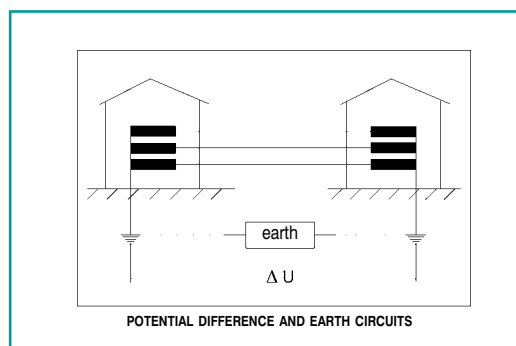 earth
Δ U
POTENTIAL DIFFERENCE AND EARTH CIRCUITS